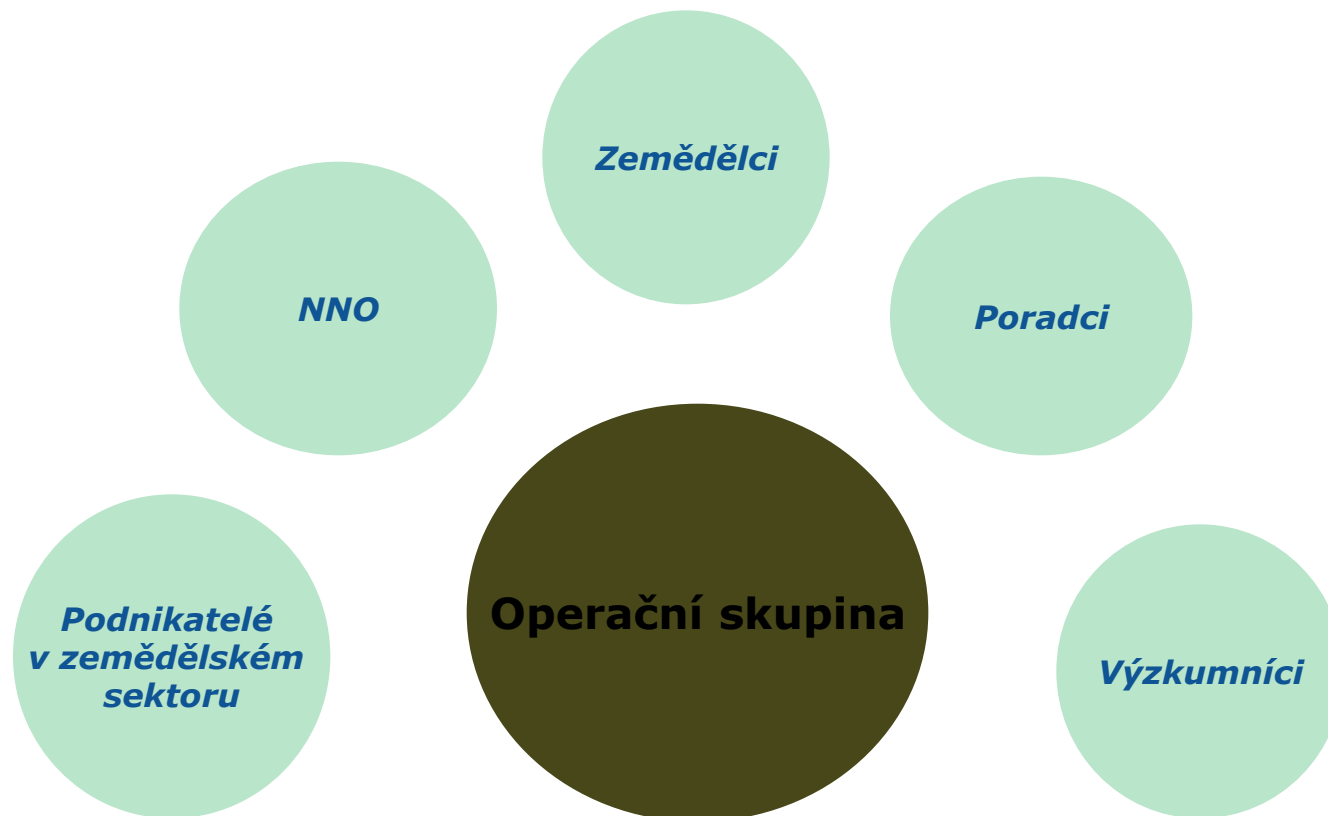 Zemědělci
NNO
Poradci
Operační skupina
Podnikatelé
v zemědělském
sektoru
Výzkumníci